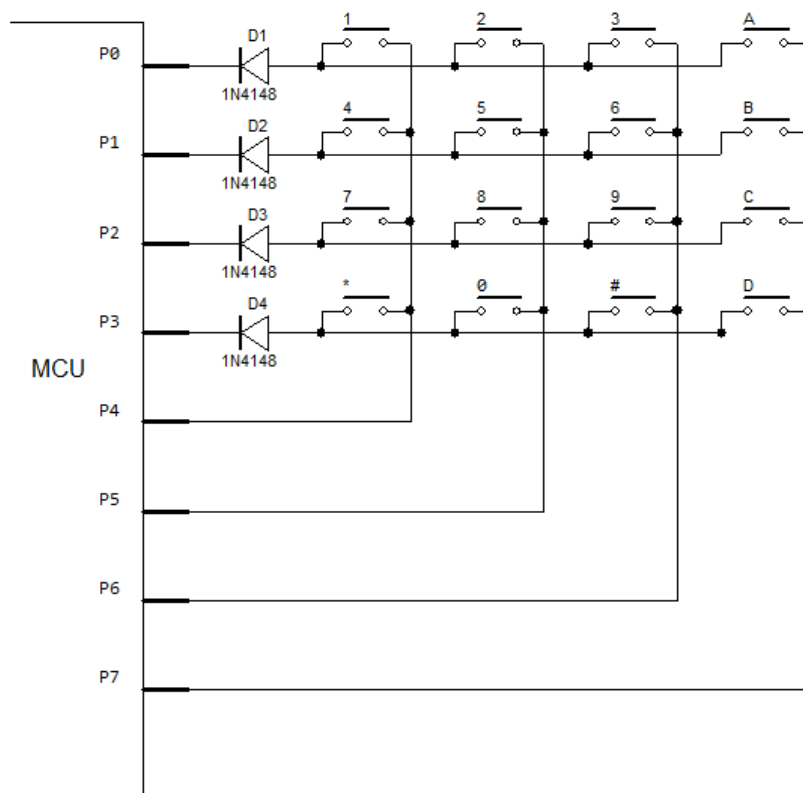 1 2 3 A
P0 D1
1N4148
4 5 6 B
P1 D2
1N4148
7 8 9 C
P2 D3
1N4148
* 0 # D
P3 D4
1N4148
MCU
P4
P5
P6
P7